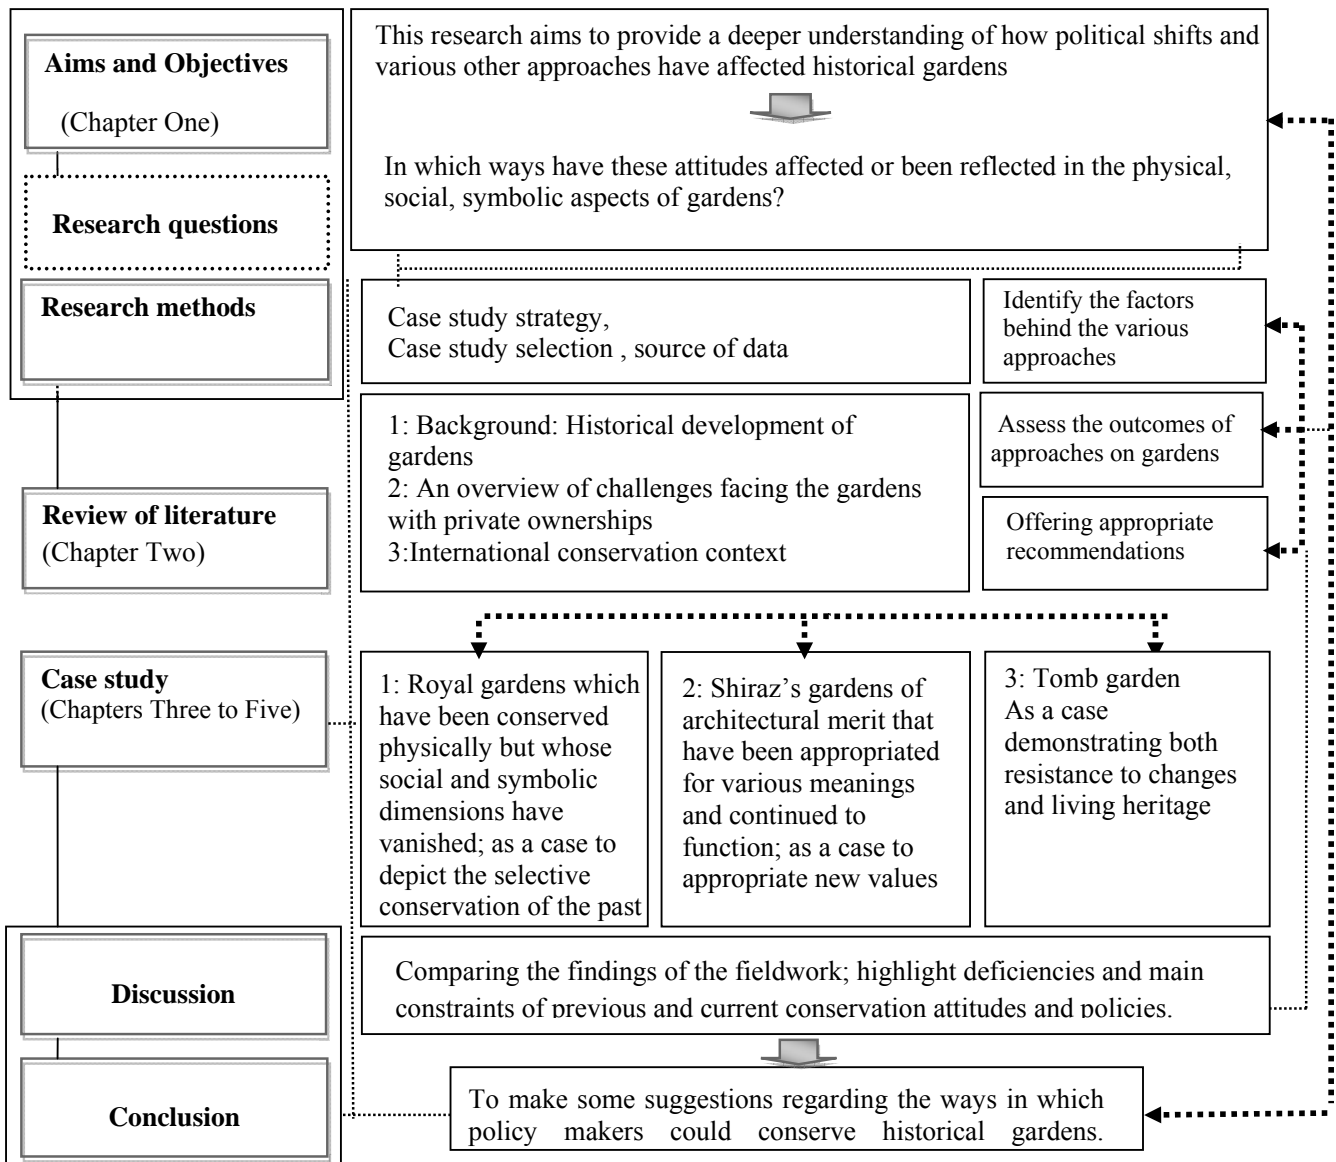 Aims and Objectives
(Chapter One)
This research aims to provide a deeper understanding of how political shifts and
various other approaches have affected historical gardens
In which ways have these attitudes affected or been reflected in the physical,
social, symbolic aspects of gardens?
Research questions
Research methods
Case study strategy,
Case study selection , source of data
Identify the factors
behind the various
approaches
1: Background: Historical development of
gardens
2: An overview of challenges facing the gardens
with private ownerships
3:International conservation context
Assess the outcomes of
approaches on gardens
Offering appropriate
recommendations
Review of literature
(Chapter Two)
Case study
(Chapters Three to Five)
1: Royal gardens which
have been conserved
physically but whose
social and symbolic
dimensions have
vanished; as a case to
depict the selective
conservation of the past
2: Shiraz’s gardens of
architectural merit that
have been appropriated
for various meanings
and continued to
function; as a case to
appropriate new values
3: Tomb garden
As a case
demonstrating both
resistance to changes
and living heritage
Discussion
Comparing the findings of the fieldwork; highlight deficiencies and main
constraints of previous and current conservation attitudes and policies.
Conclusion
To make some suggestions regarding the ways in which
policy makers could conserve historical gardens.